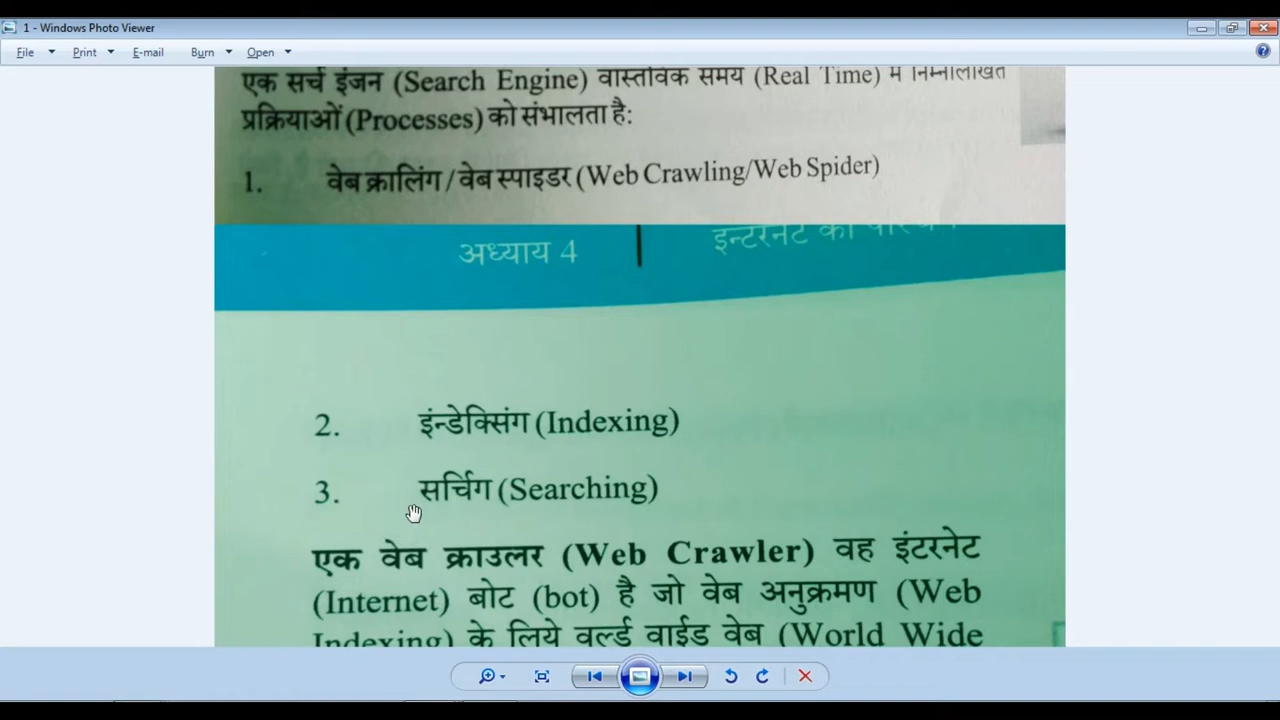 1 - Windows Photo Viewer
File Print E-mail Burn Open
एक सर्च इंजन (Search Engine) वास्तविक समय (Real Time) में निम्नलिखित
प्रक्रियाओं (Processes) को संभालता है:
1. वेब क्रालिंग / वेब स्पाइडर (Web Crawling/Web Spider)
अध्याय 4 इन्टरनेट का
2. इंन्डेक्सिंग (Indexing)
3. सर्चिग (Searching)
एक वेब क्राउलर (Web Crawler) वह इंटरनेट
(Internet) बोट (bot) है जो वेब अनुक्रमण (Web
Indexing) के लिये वर्ल्ड वाईड वेब (World Wide